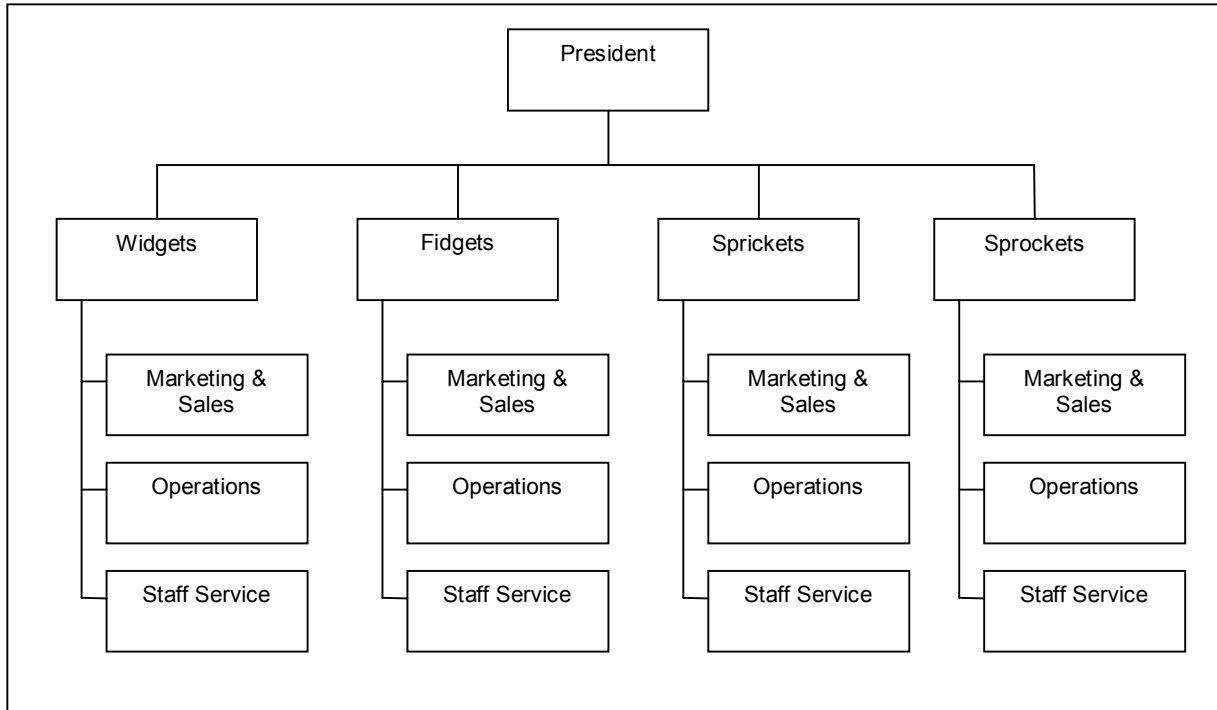 President
Widgets
Fidgets
Sprickets
Sprockets
Marketing &
Sales
Marketing &
Sales
Marketing &
Sales
Marketing &
Sales
Operations
Operations
Operations
Operations
Staff Service
Staff Service
Staff Service
Staff Service